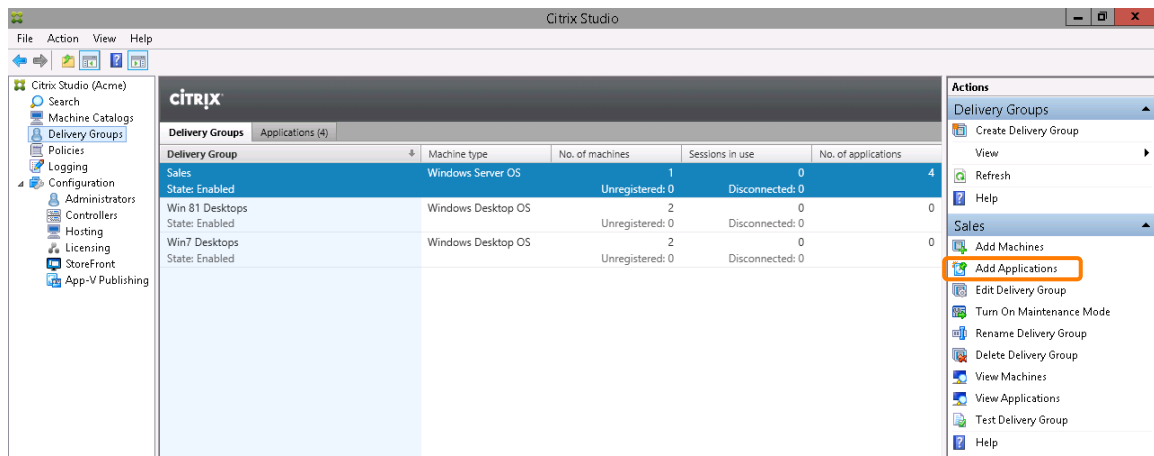 Citrix Studio
File Action View Help
Citrix Studio (Acme)
Search
Machine Catalogs
Delivery Groups
Policies
Logging
Configuration
Administrators
Controllers
Hosting
Licensing
StoreFront
App-V Publishing
CITRIX
Delivery Groups Applications (4)
Delivery Group Machine type No. of machines Sessions in use No. of applications
Sales Windows Server OS 1 0 4
State: Enabled Unregistered: 0 Disconnected: 0
Win 81 Desktops Windows Desktop OS 2 0 0
State: Enabled Unregistered: 0 Disconnected: 0
Win7 Desktops Windows Desktop OS 2 0 0
State: Enabled Unregistered: 0 Disconnected: 0
Actions
Delivery Groups
Create Delivery Group
View
Refresh
Help
Sales
Add Machines
Add Applications
Edit Delivery Group
Turn On Maintenance Mode
Rename Delivery Group
Delete Delivery Group
View Machines
View Applications
Test Delivery Group
Help